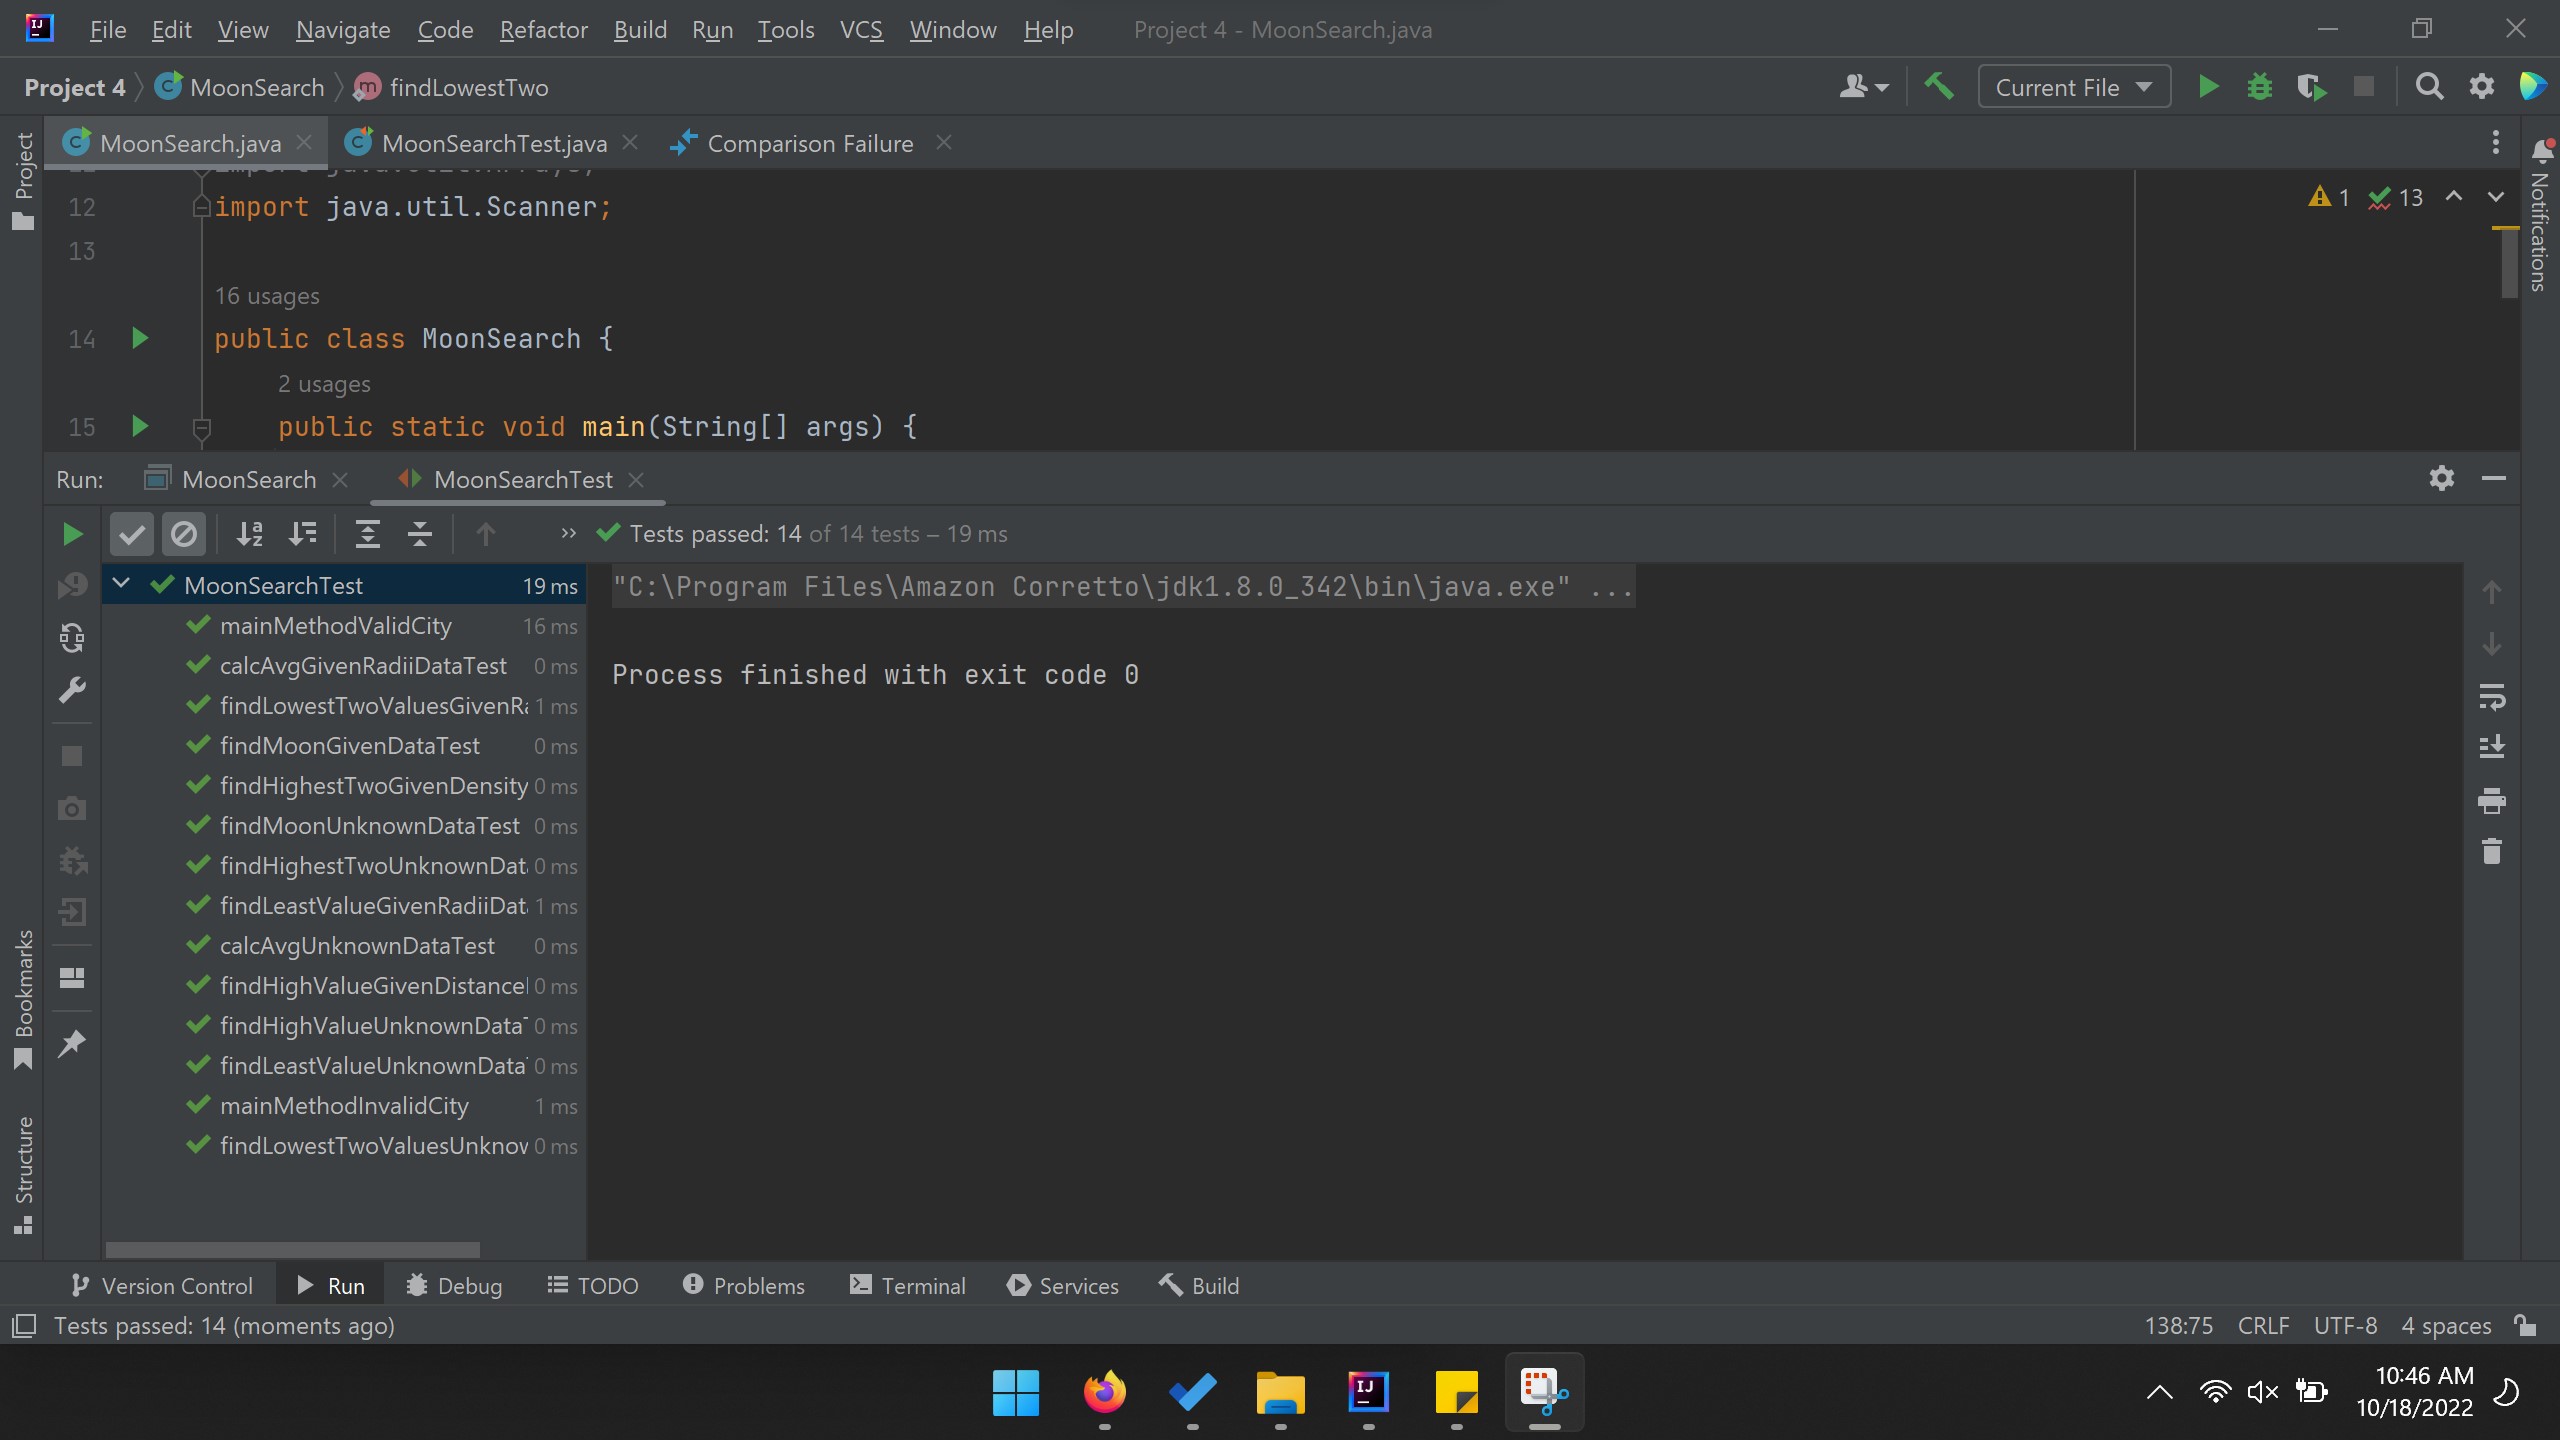 File Edit View Navigate Code Refactor Build Run Tools VCS Window Help Project 4 - MoonSearch.java
Project 4 MoonSearch findLowestTwo Current File
MoonSearch.java MoonSearchTest.java Comparison Failure
Project
Notifications
12 import java.util.Scanner;
1 13
13
16 usages
14 public class MoonSearch {
2 usages
15 public static void main(String[] args) {
Run: MoonSearch MoonSearchTest
Tests passed: 14 of 14 tests – 19 ms
MoonSearchTest 19 ms
mainMethodValidCity 16 ms
calcAvgGivenRadiiDataTest 0 ms
findLowestTwoValuesGivenRa 1 ms
findMoonGivenDataTest 0 ms
findHighestTwoGivenDensity 0 ms
findMoonUnknownDataTest 0 ms
findHighestTwoUnknownDat 0 ms
findLeastValueGivenRadiiDat 1 ms
calcAvgUnknownDataTest 0 ms
findHighValueGivenDistance 0 ms
findHighValueUnknownData 0 ms
findLeastValueUnknownData 0 ms
mainMethodInvalidCity 1 ms
findLowestTwoValuesUnknow 0 ms
"C:\Program Files\Amazon Corretto\jdk1.8.0_342\bin\java.exe" ...
Process finished with exit code 0
Bookmarks
Structure
Version Control Run Debug TODO Problems Terminal Services Build
Tests passed: 14 (moments ago) 138:75 CRLF UTF-8 4 spaces
10:46 AM
10/18/2022